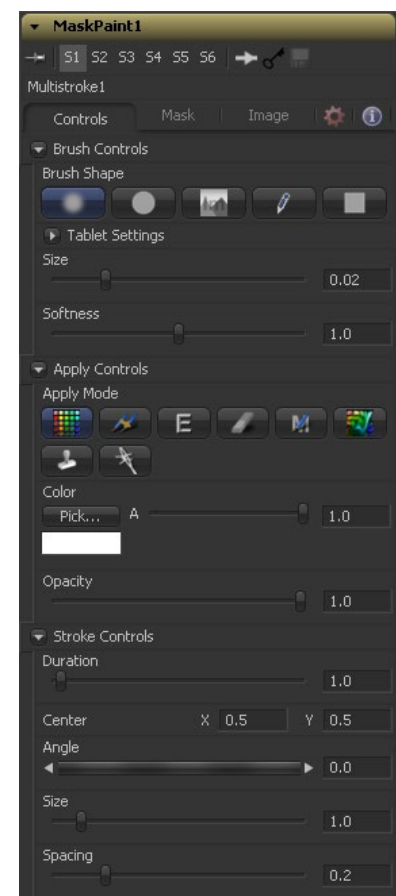 MaskPaint1
S1 S2 S3 S4 S5 S6
Multistroke1
Controls Mask Image
Brush Controls
Brush Shape
Tablet Settings
Size
0.02
Softness
1.0
Apply Controls
Apply Mode
E M
Color
Pick... A 1.0
Opacity
1.0
Stroke Controls
Duration
1.0
Center X 0.5 Y 0.5
Angle
0.0
Size
1.0
Spacing
0.2